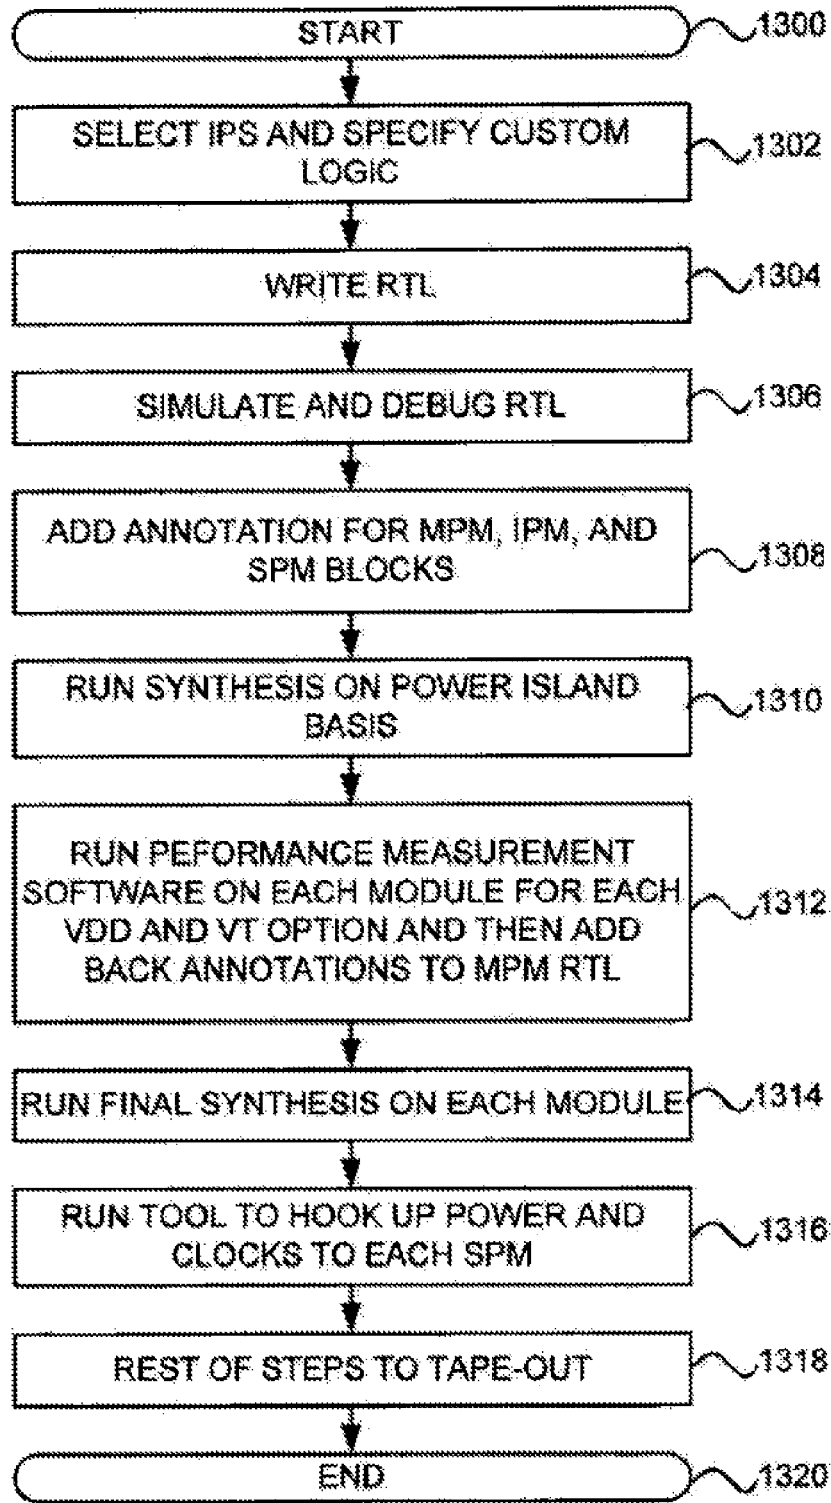 START
1300
SELECT IPS AND SPECIFY CUSTOM
LOGIC
1302
WRITE RTL
1304
SIMULATE AND DEBUG RTL
1306
ADD ANNOTATION FOR MPM, IPM, AND
SPM BLOCKS
1308
RUN SYNTHESIS ON POWER ISLAND
BASIS
1310
RUN PEFORMANCE MEASUREMENT
SOFTWARE ON EACH MODULE FOR EACH
VDD AND VT OPTION AND THEN ADD
BACK ANNOTATIONS TO MPM RTL
1312
RUN FINAL SYNTHESIS ON EACH MODULE
1314
RUN TOOL TO HOOK UP POWER AND
CLOCKS TO EACH SPM
1316
REST OF STEPS TO TAPE-OUT
1318
END
1320